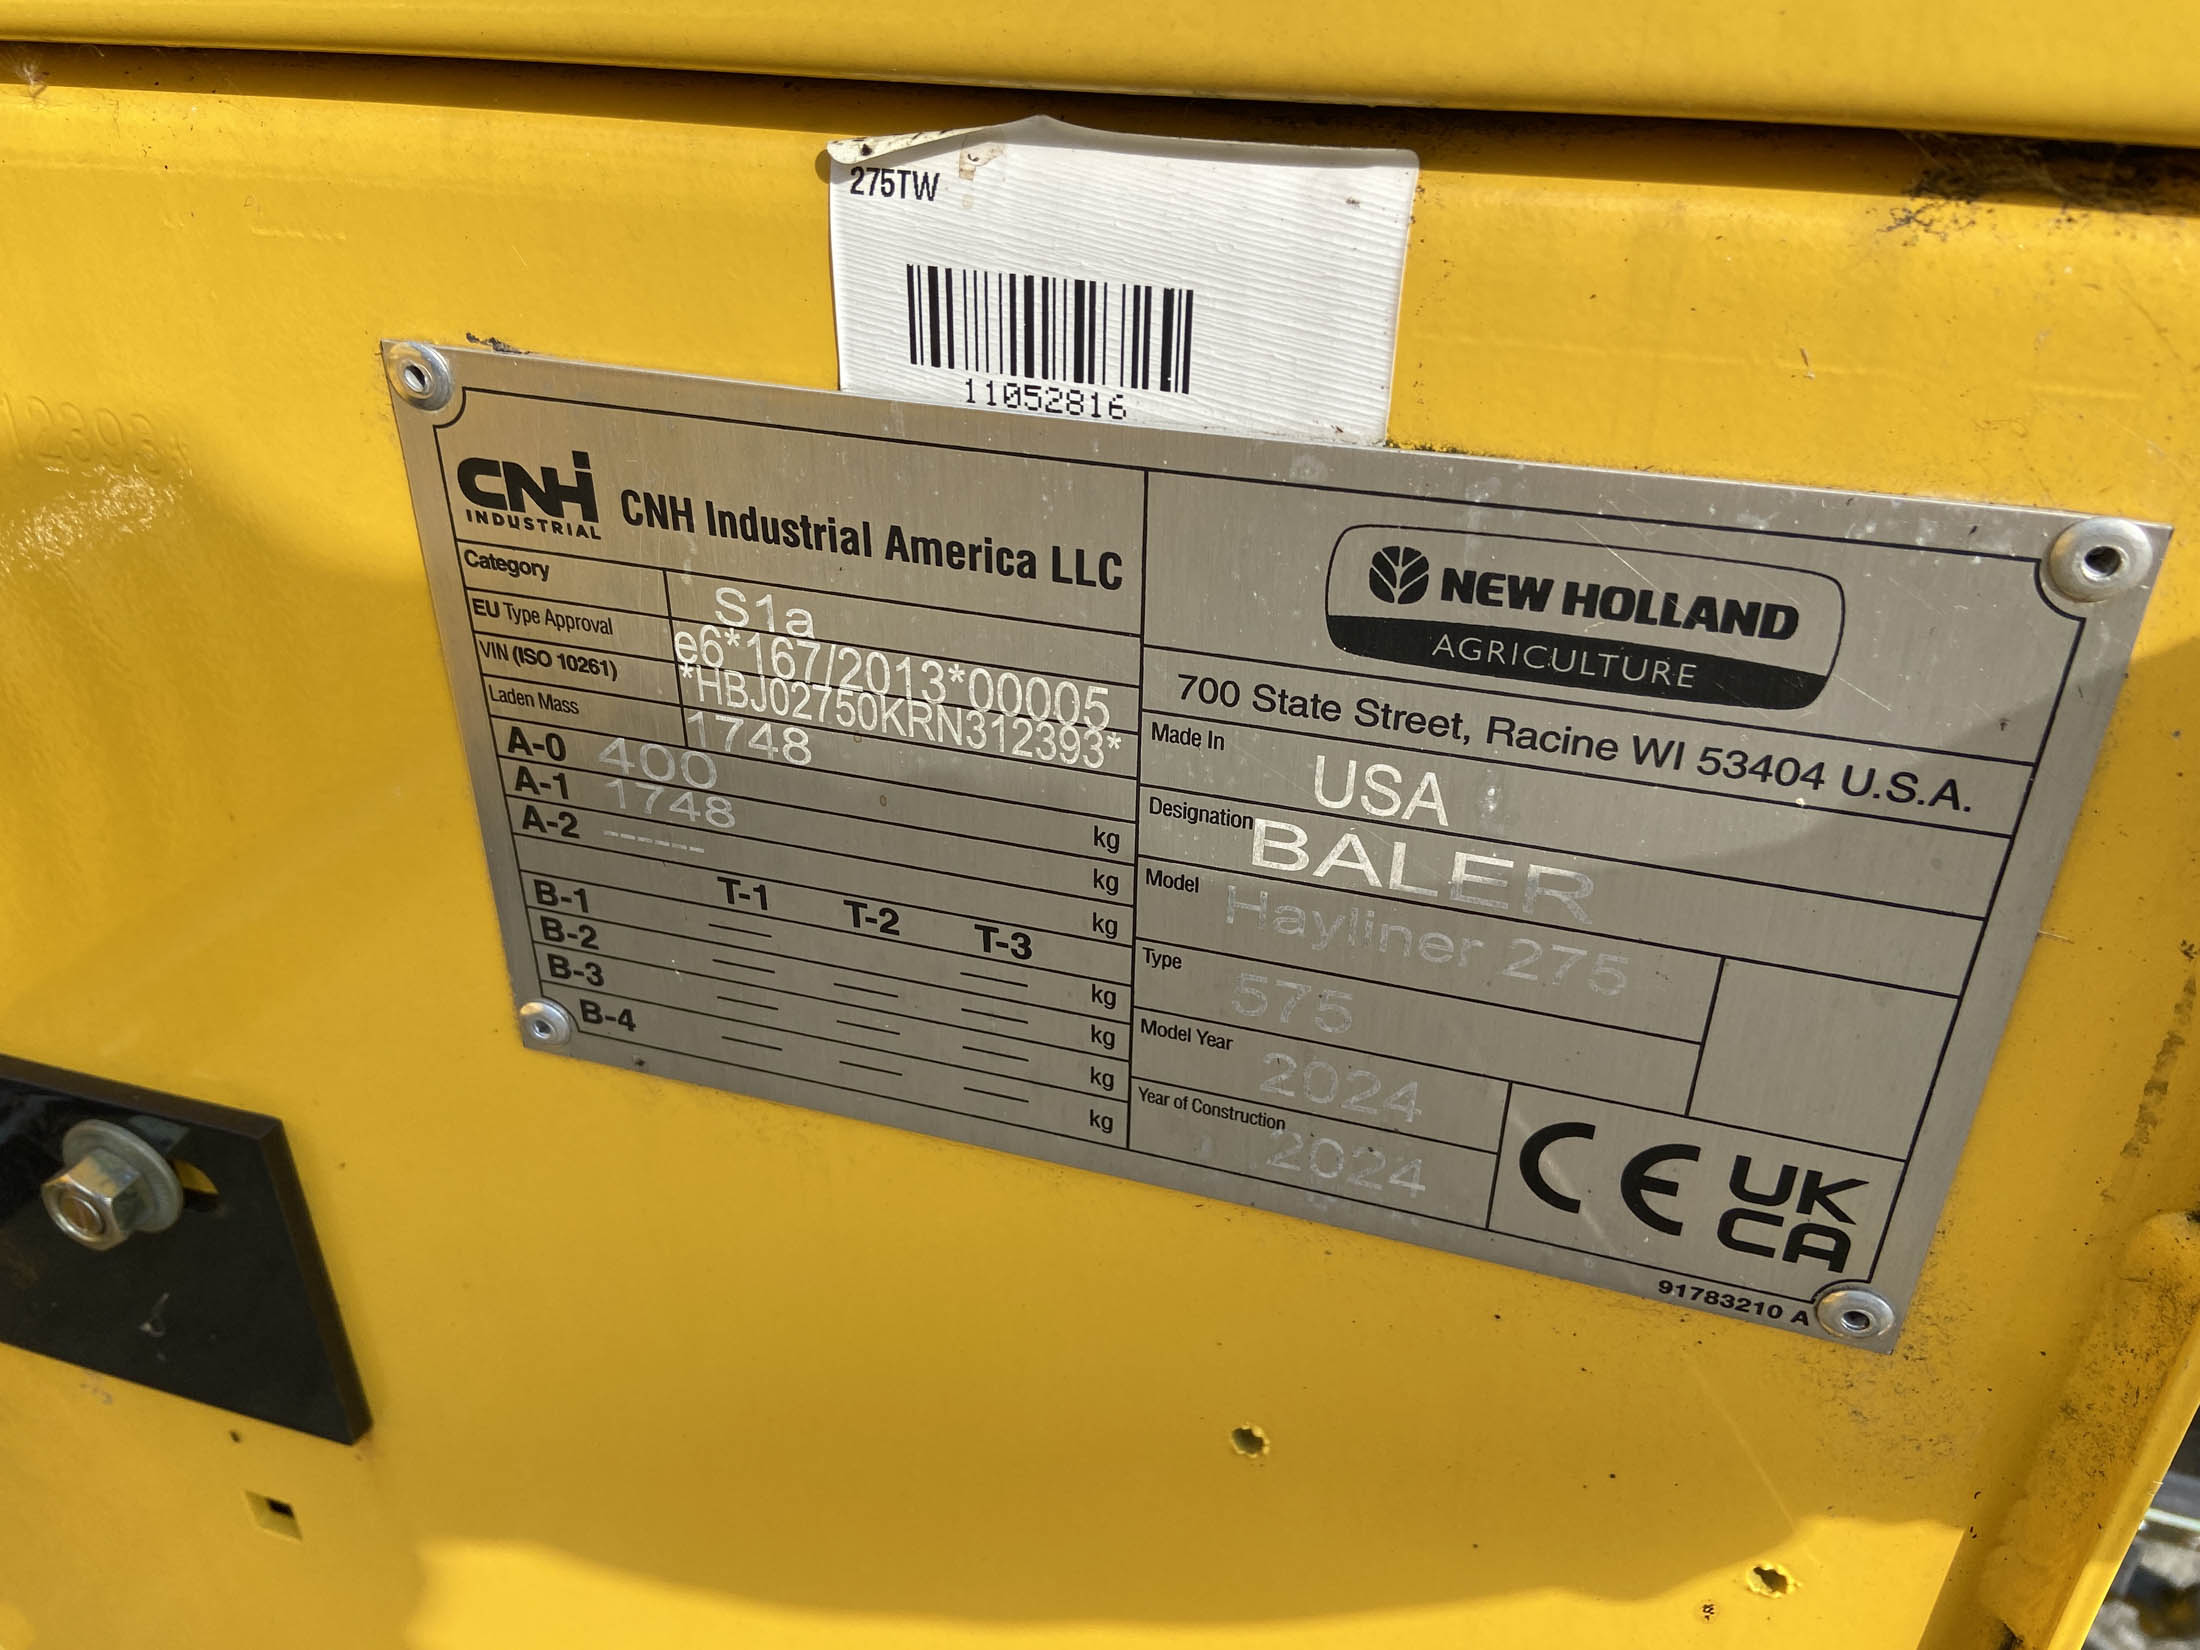 275TW
11052816
CNH INDUSTRIAL CNH Industrial America LLC
Category S1a
EU Type Approval e6*167/2013*00005
VIN (ISO 10261) *HBJ02750KRN312393*
Laden Mass 1748 kg
A-0 400 kg
A-1 1748 kg
A-2 ----
T-1 T-2 T-3
B-1 kg
B-2 kg
B-3 kg
B-4 kg
NEW HOLLAND
AGRICULTURE
700 State Street, Racine WI 53404 U.S.A.
Made In USA
Designation BALER
Model Hayliner 275
Type 575
Model Year 2024
Year of Construction 2024
CE UK
CA
91783210 A
12393*